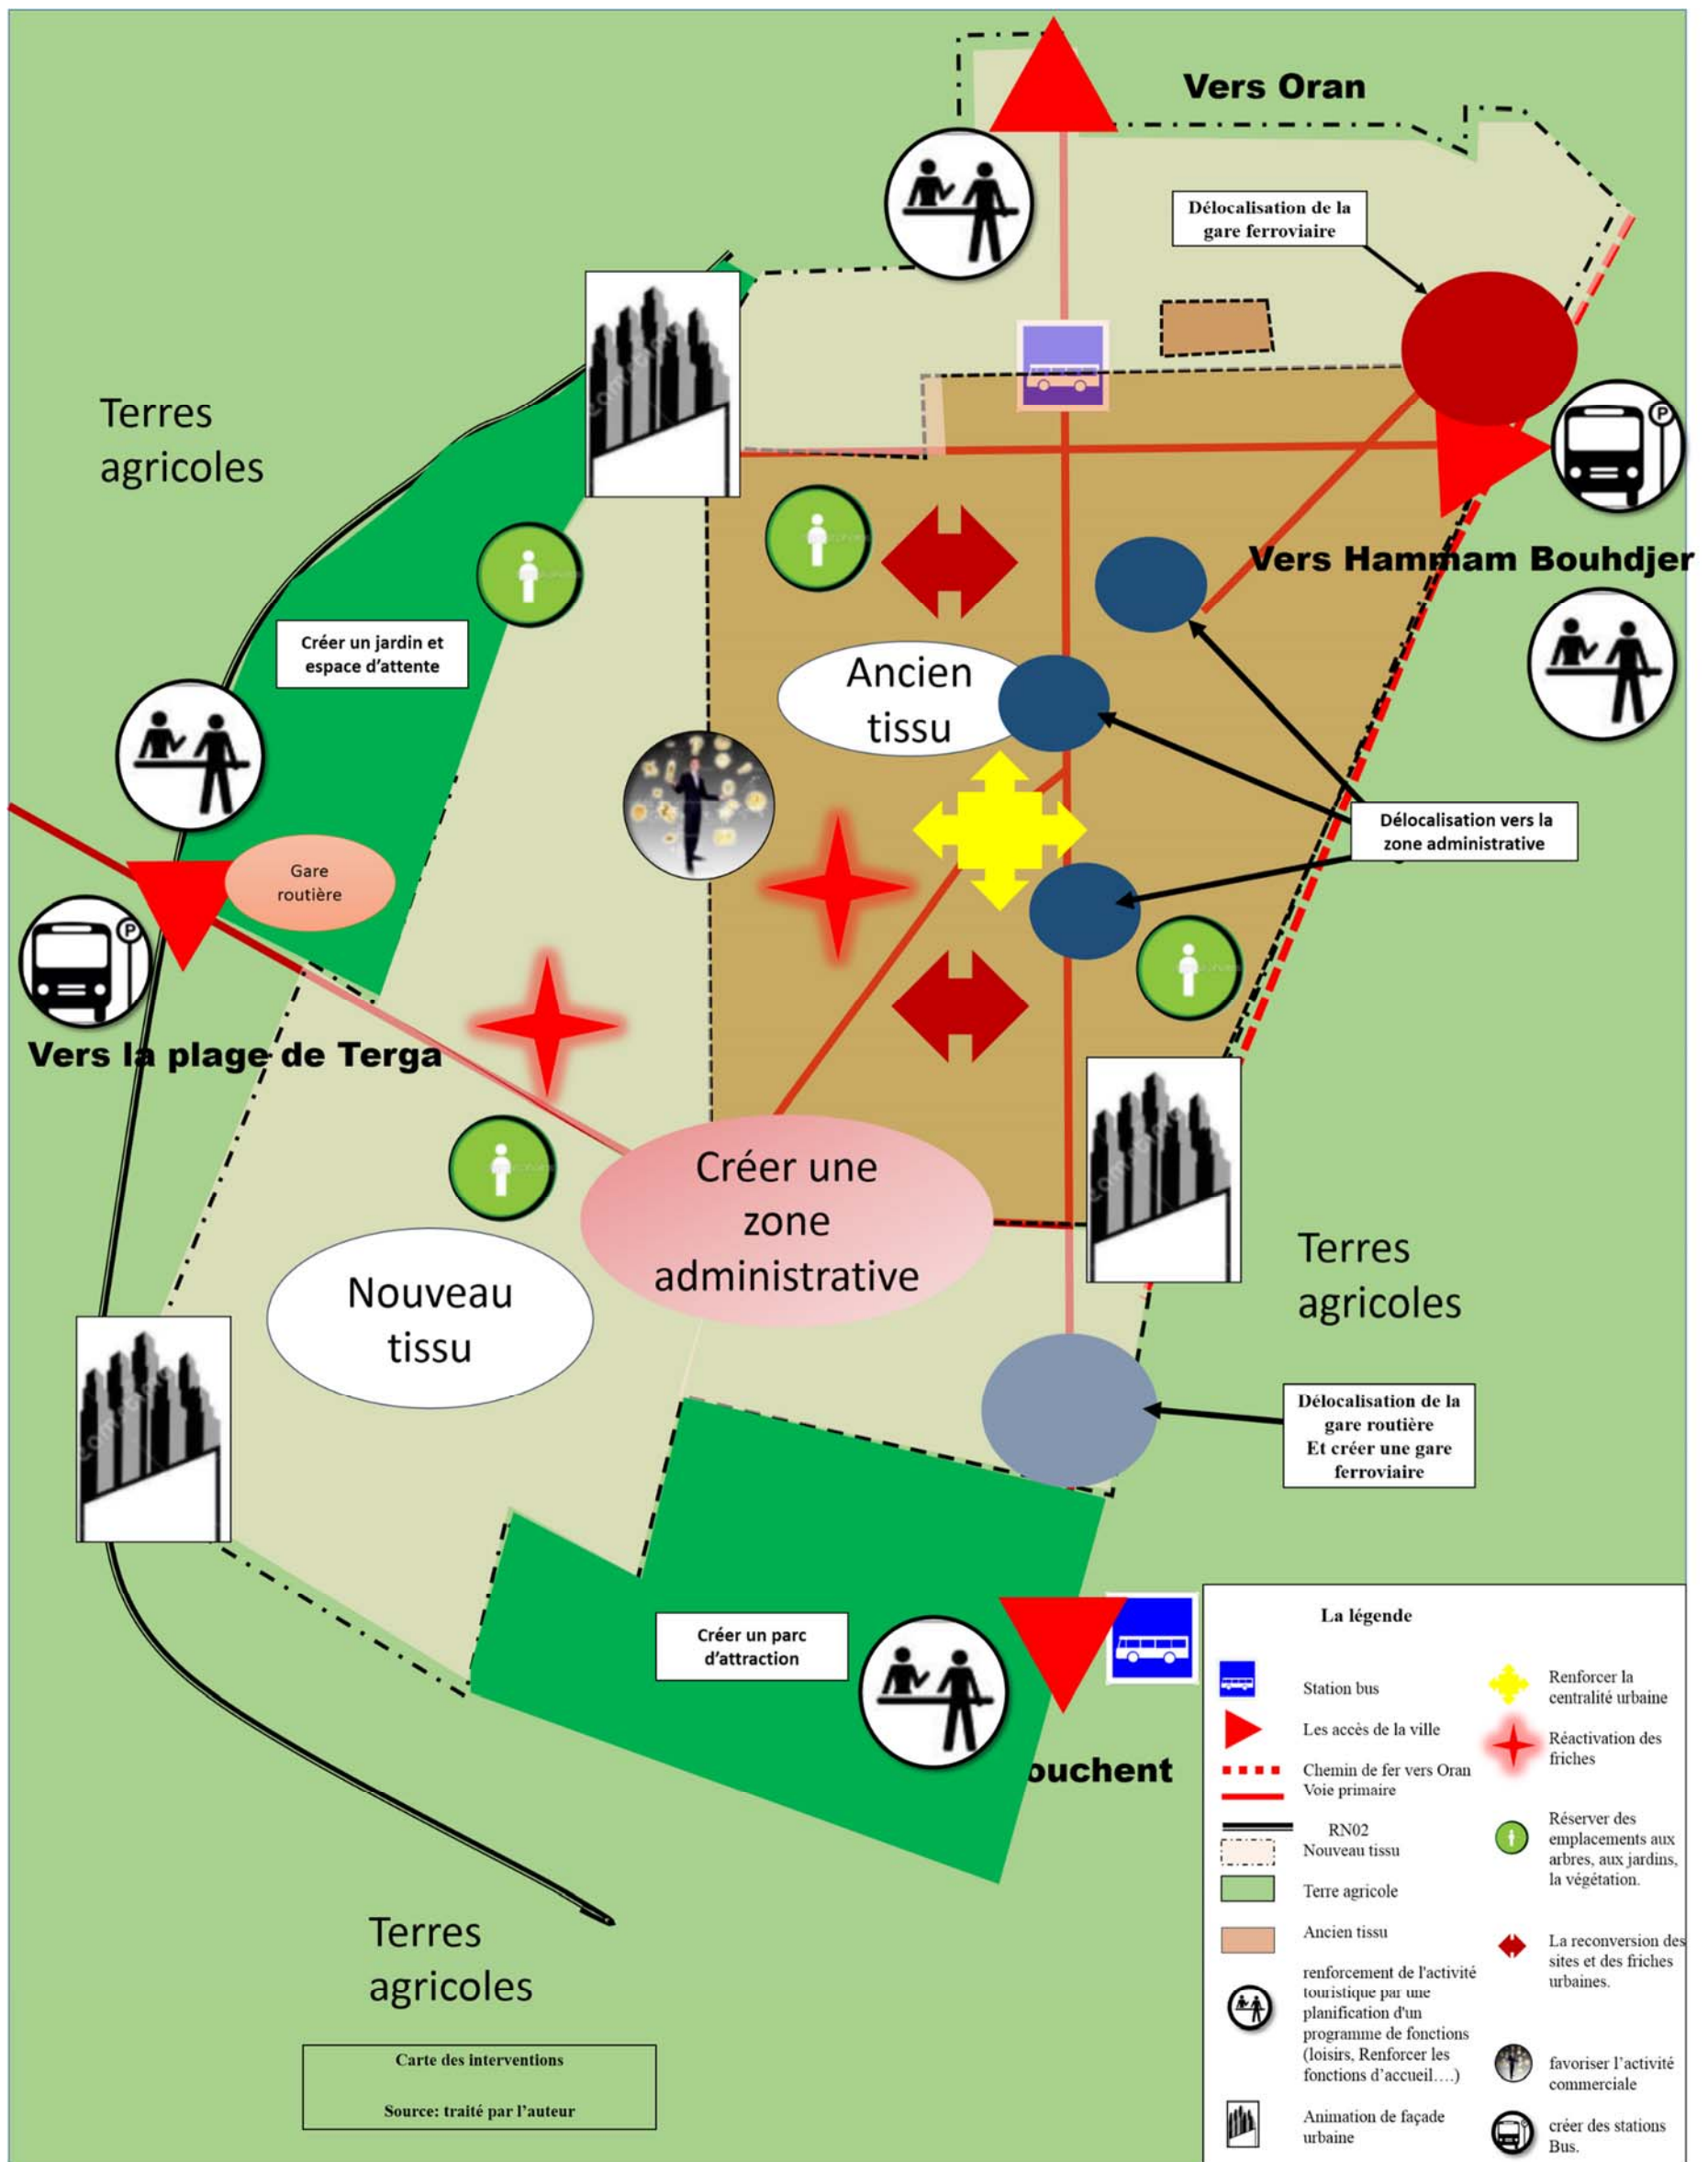 Vers Oran
Délocalisation de la
gare ferroviaire
Terres
agricoles
Vers Hammam Bouhdjer
Créer un jardin et
espace d'attente
Ancien
tissu
Délocalisation vers la
zone administrative
Gare
routière
Vers la plage de Terga
Créer une
zone
administrative
Nouveau
tissu
Terres
agricoles
Délocalisation de la
gare routière
Et créer une gare
ferroviaire
Créer un parc
d'attraction
ouchent
Terres
agricoles
Carte des interventions
Source: traité par l'auteur
La légende
Station bus
Les accès de la ville
Chemin de fer vers Oran
Voie primaire
RN02
Nouveau tissu
Terre agricole
Ancien tissu
renforcement de l'activité
touristique par une
planification d'un
programme de fonctions
(loisirs, Renforcer les
fonctions d'accueil….)
Animation de façade
urbaine
Renforcer la
centralité urbaine
Réactivation des
friches
Réserver des
emplacements aux
arbres, aux jardins,
la végétation.
La reconversion des
sites et des friches
urbaines.
favoriser l'activité
commerciale
créer des stations
Bus.